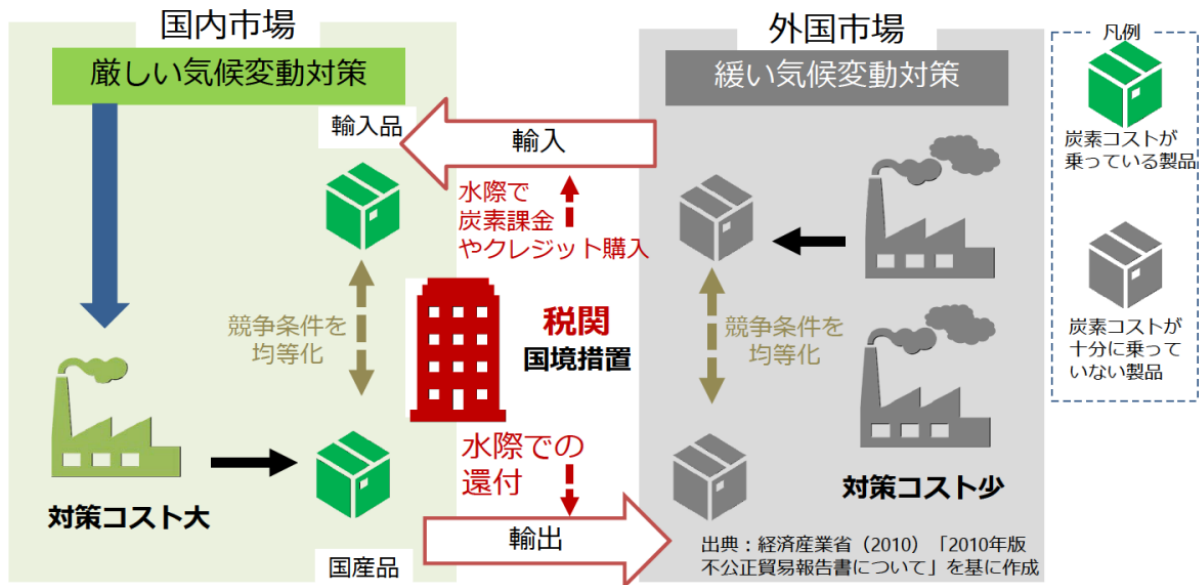 国内市場
厳しい気候変動対策
輸入品
輸入
水際で
炭素課金
やクレジット購入
競争条件を
均等化
税関
国境措置
水際での
還付
対策コスト大
国産品
輸出
外国市場
緩い気候変動対策
競争条件を
均等化
対策コスト少
出典：経済産業省（2010）「2010年版
不公正貿易報告書について」を基に作成
凡例
炭素コストが
乗っている製品
炭素コストが
十分に乗って
いない製品